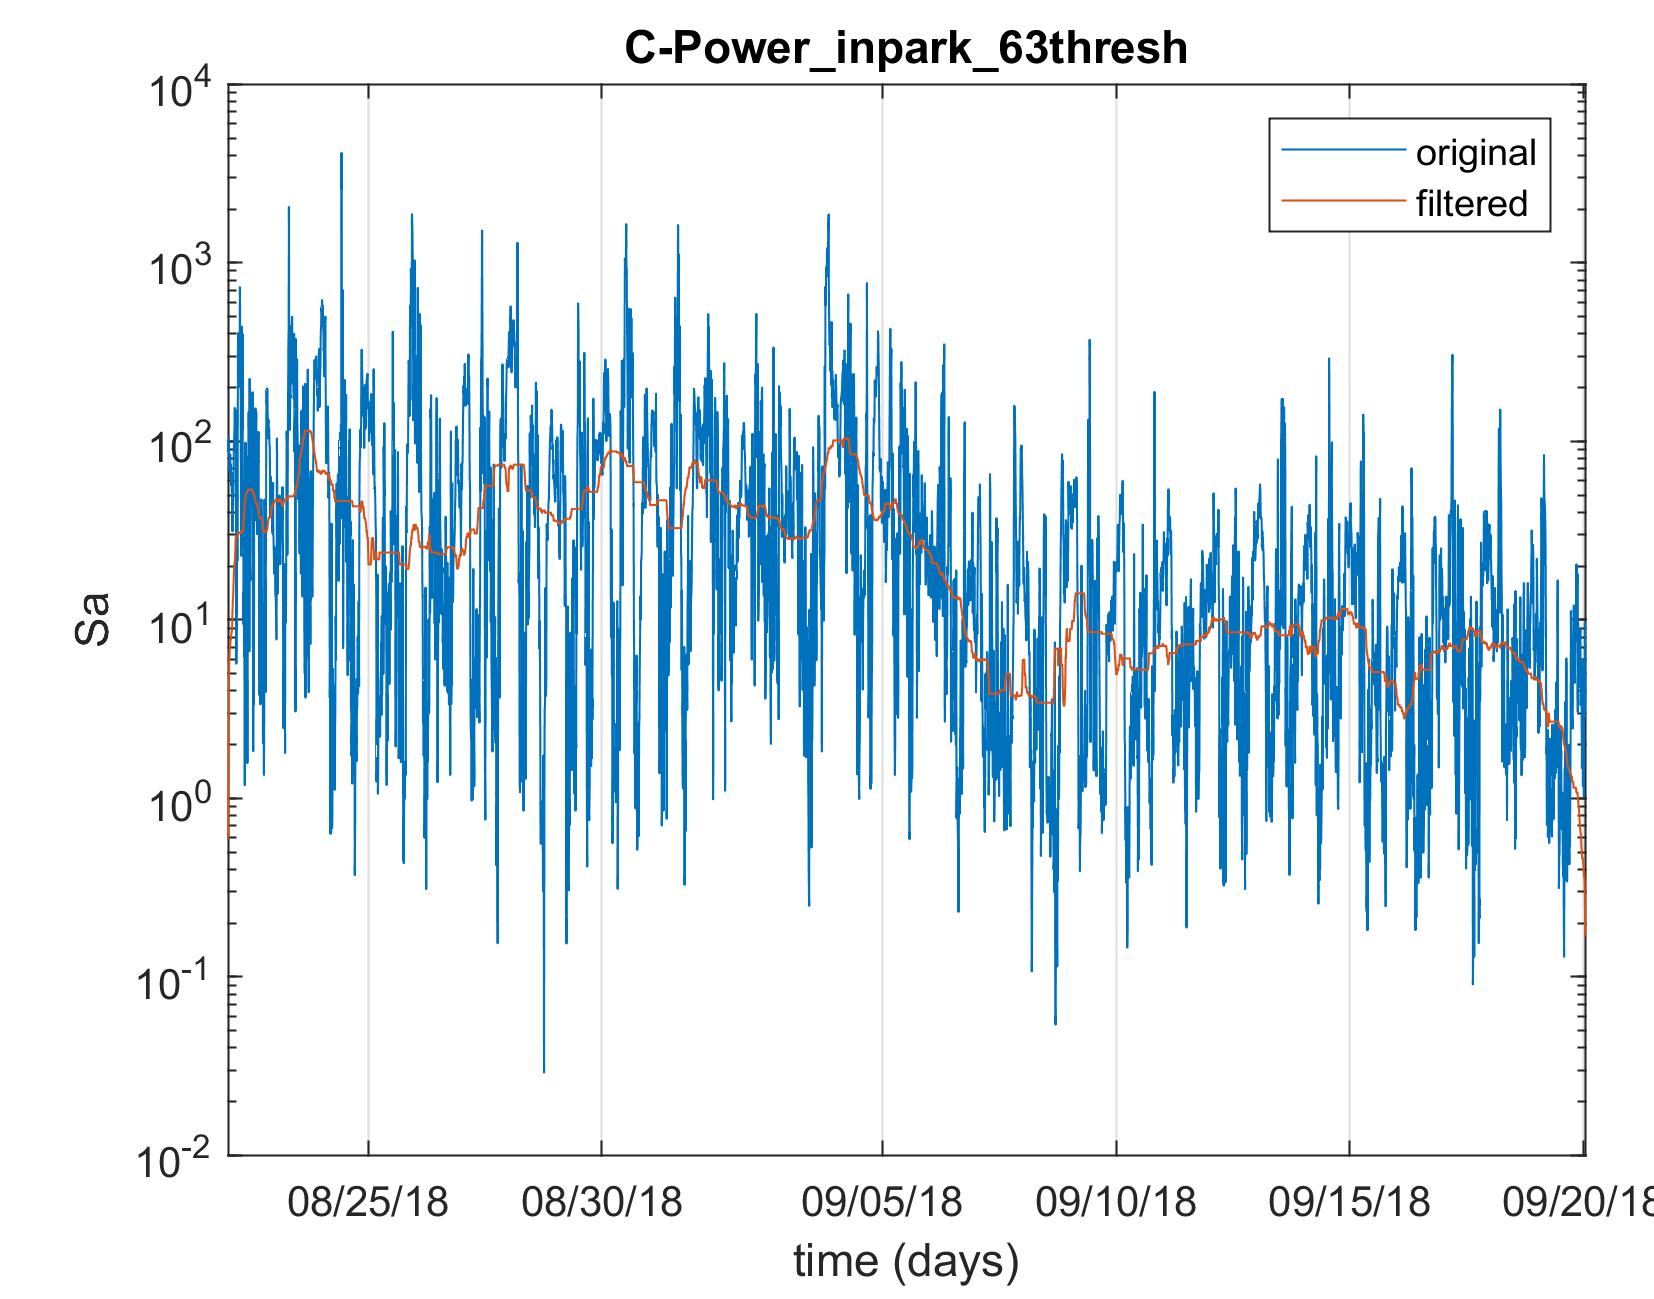 C-Power_inpark_63thresh
original
filtered
10^4
10^3
10^2
10^1
10^0
10^-1
10^-2
Sa
08/25/18 08/30/18 09/05/18 09/10/18 09/15/18 09/20/18
time (days)